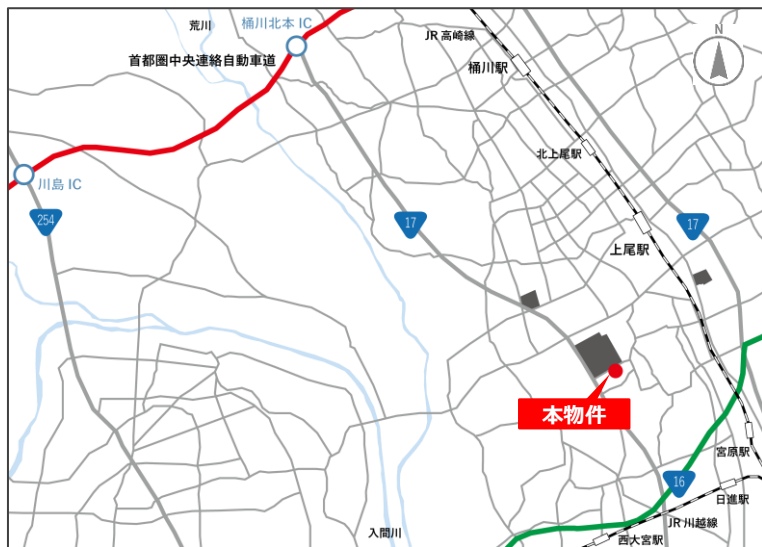 荒川
桶川北本 IC
JR 高崎線
N
首都圏中央連絡自動車道
桶川駅
北上尾駅
川島 IC
254
17
17
上尾駅
本物件
宮原駅
16
日進駅
JR 川越線
入間川
西大宮駅